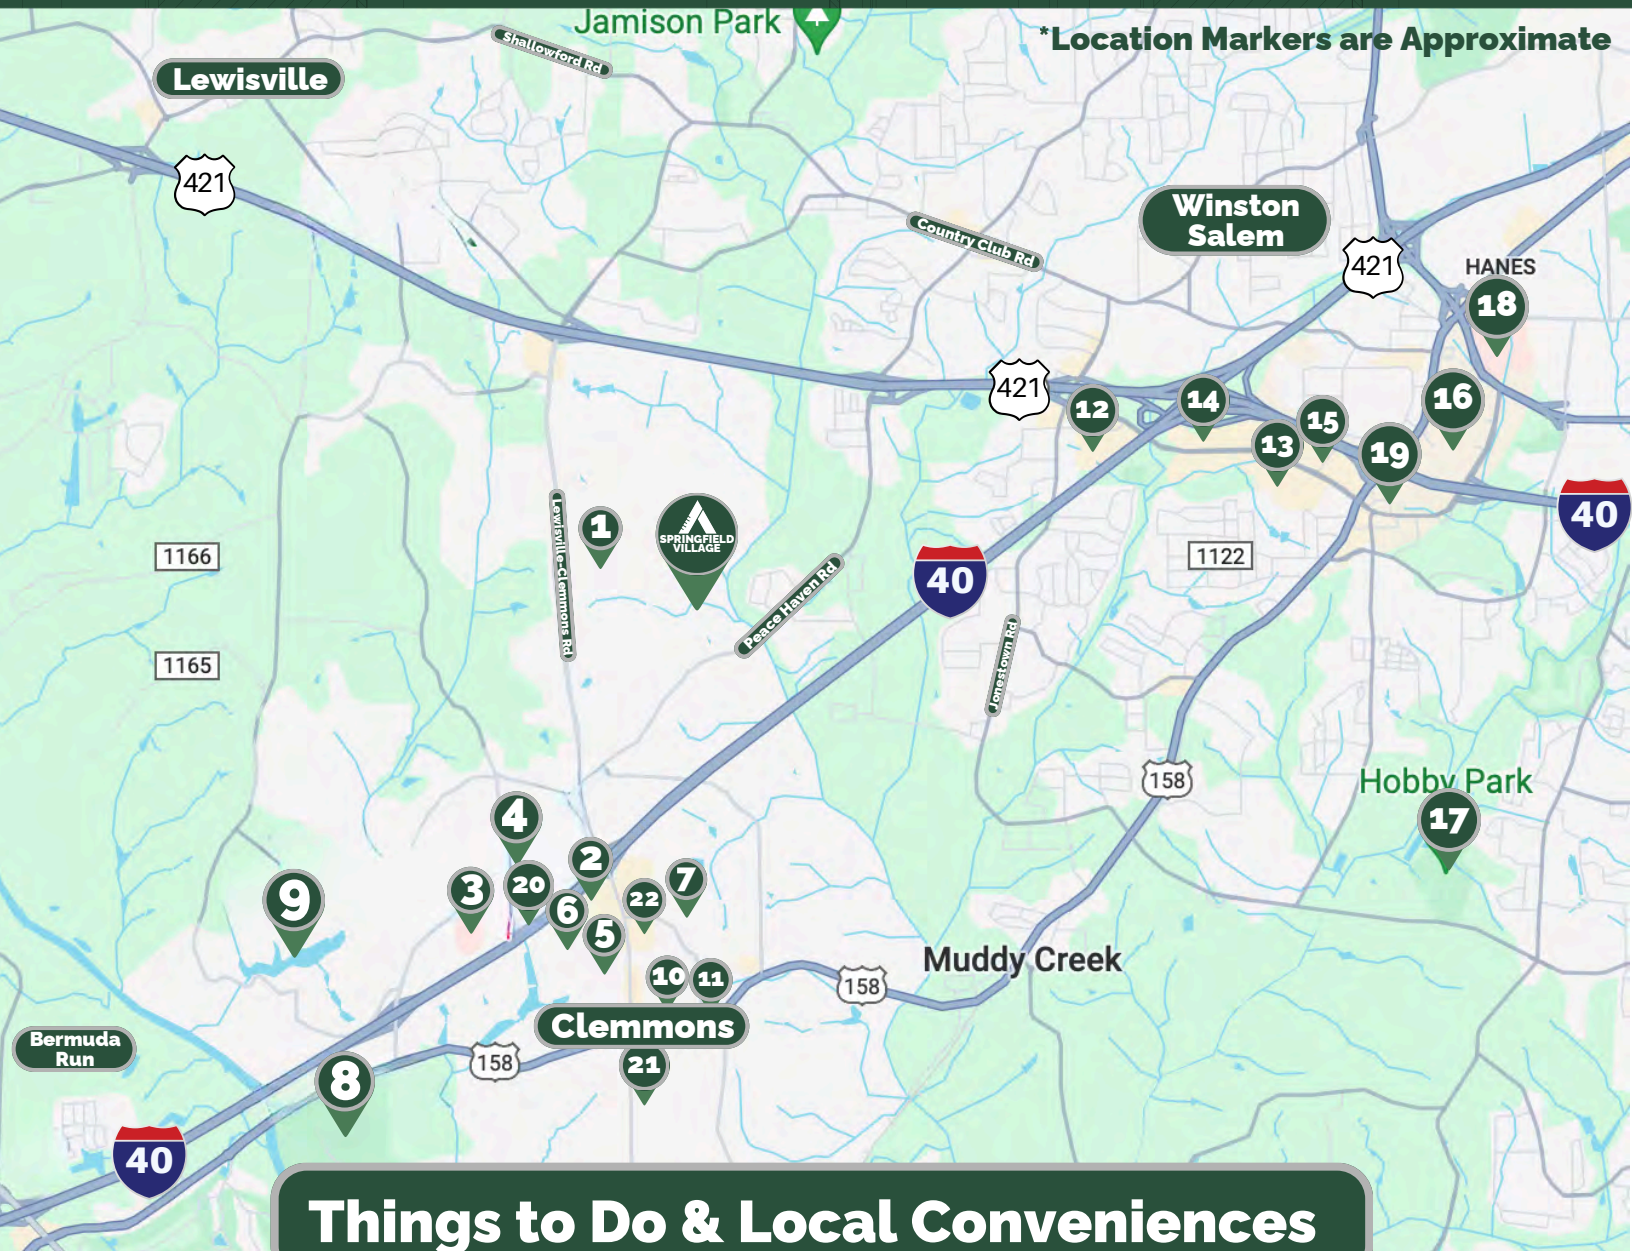 Jamison Park
*Location Markers are Approximate
Shallowford Rd
Lewisville
421
Winston
Salem
Country Club Rd
421
HANES
18
421
12
14
16
15
13
19
40
Lewisville-Clemmons Rd
1
SPRINGFIELD
VILLAGE
1166
1122
40
Peace Haven Rd
1165
Jonestown Rd
158
Hobby Park
17
4
2
3
20
7
9
22
6
5
Muddy Creek
10
11
158
Clemmons
Bermuda
Run
158
21
8
40
Things to Do & Local Conveniences